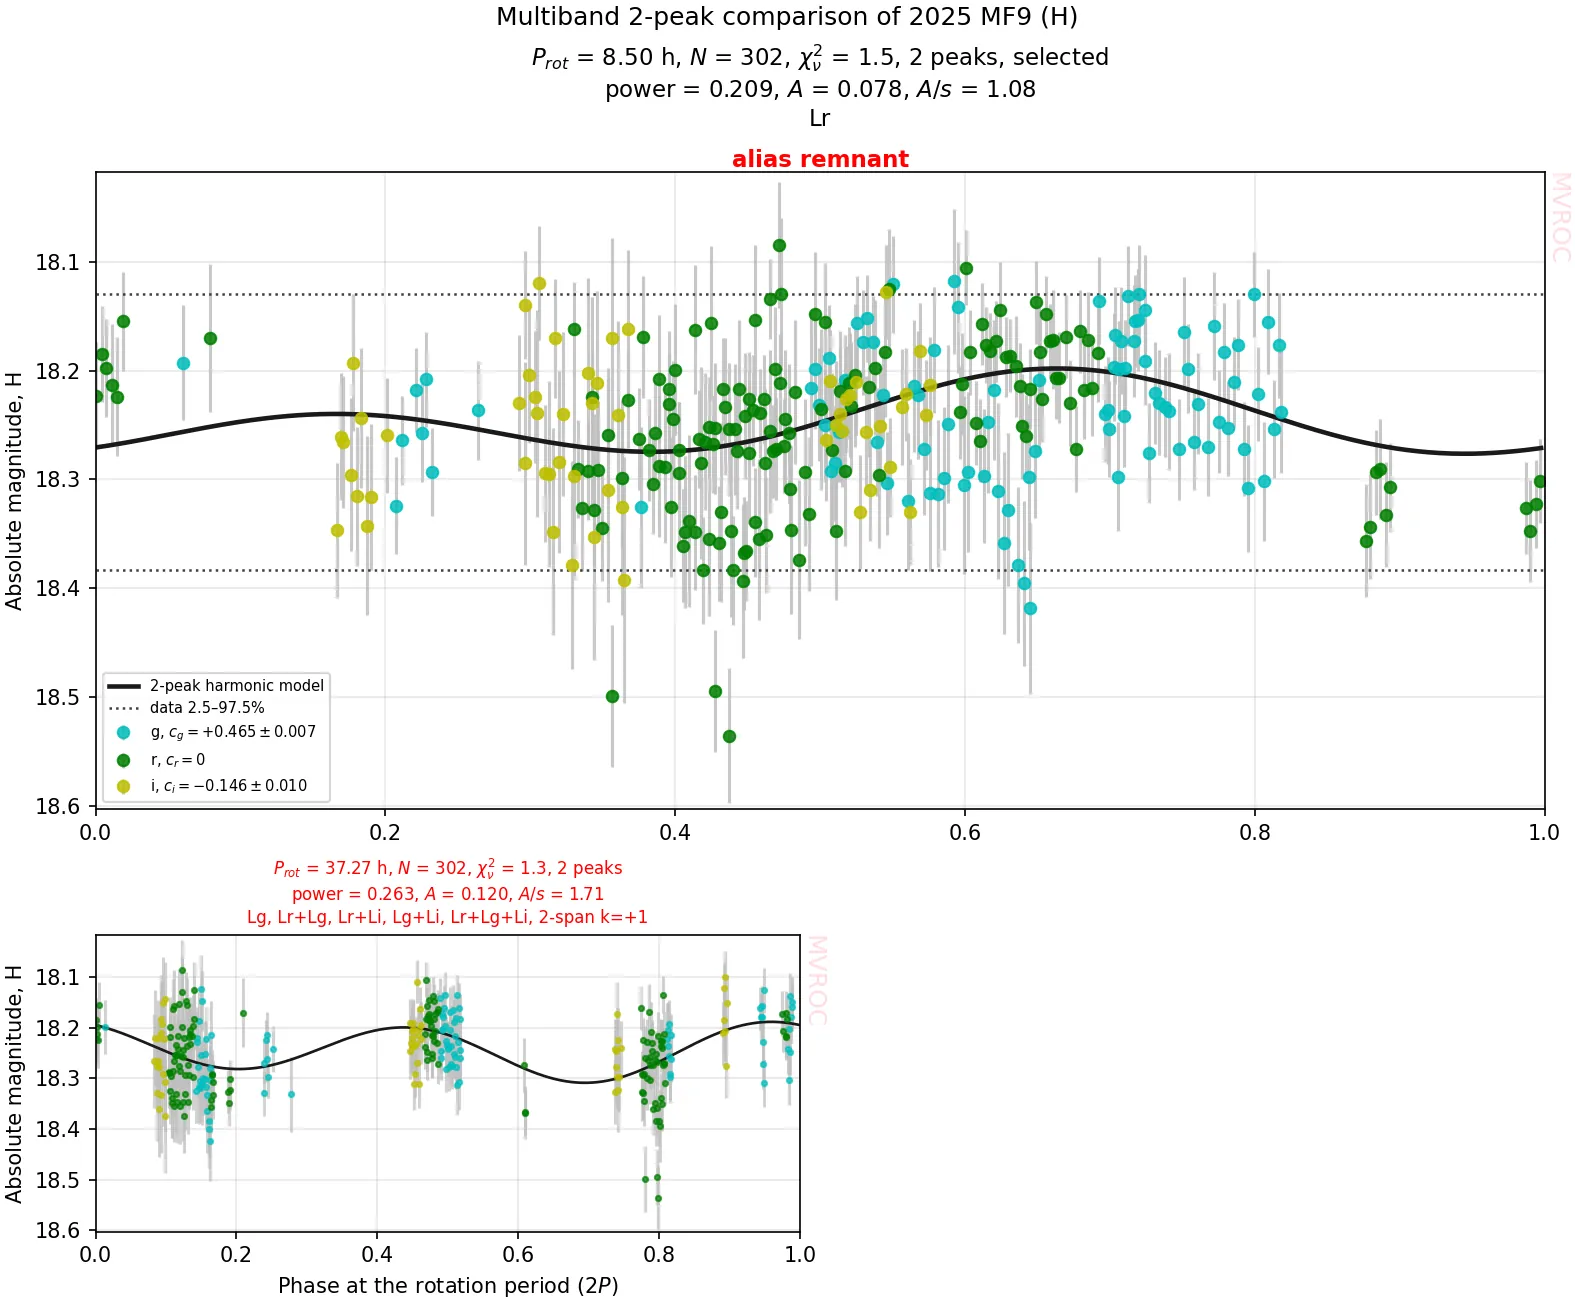 Multiband 2-peak comparison of 2025 MF9 (H)
P_rot = 8.50 h, N = 302, χ²_ν = 1.5, 2 peaks, selected
power = 0.209, A = 0.078, A/s = 1.08
Lr
alias remnant
MVROC
Absolute magnitude, H
18.1
18.2
18.3
18.4
18.5
18.6
2-peak harmonic model
data 2.5–97.5%
g, c_g = +0.465 ± 0.007
r, c_r = 0
i, c_i = −0.146 ± 0.010
0.0 0.2 0.4 0.6 0.8 1.0
P_rot = 37.27 h, N = 302, χ²_ν = 1.3, 2 peaks
power = 0.263, A = 0.120, A/s = 1.71
Lg, Lr+Lg, Lr+Li, Lg+Li, Lr+Lg+Li, 2-span k=+1
MVROC
Absolute magnitude, H
18.1
18.2
18.3
18.4
18.5
18.6
0.0 0.2 0.4 0.6 0.8 1.0
Phase at the rotation period (2P)